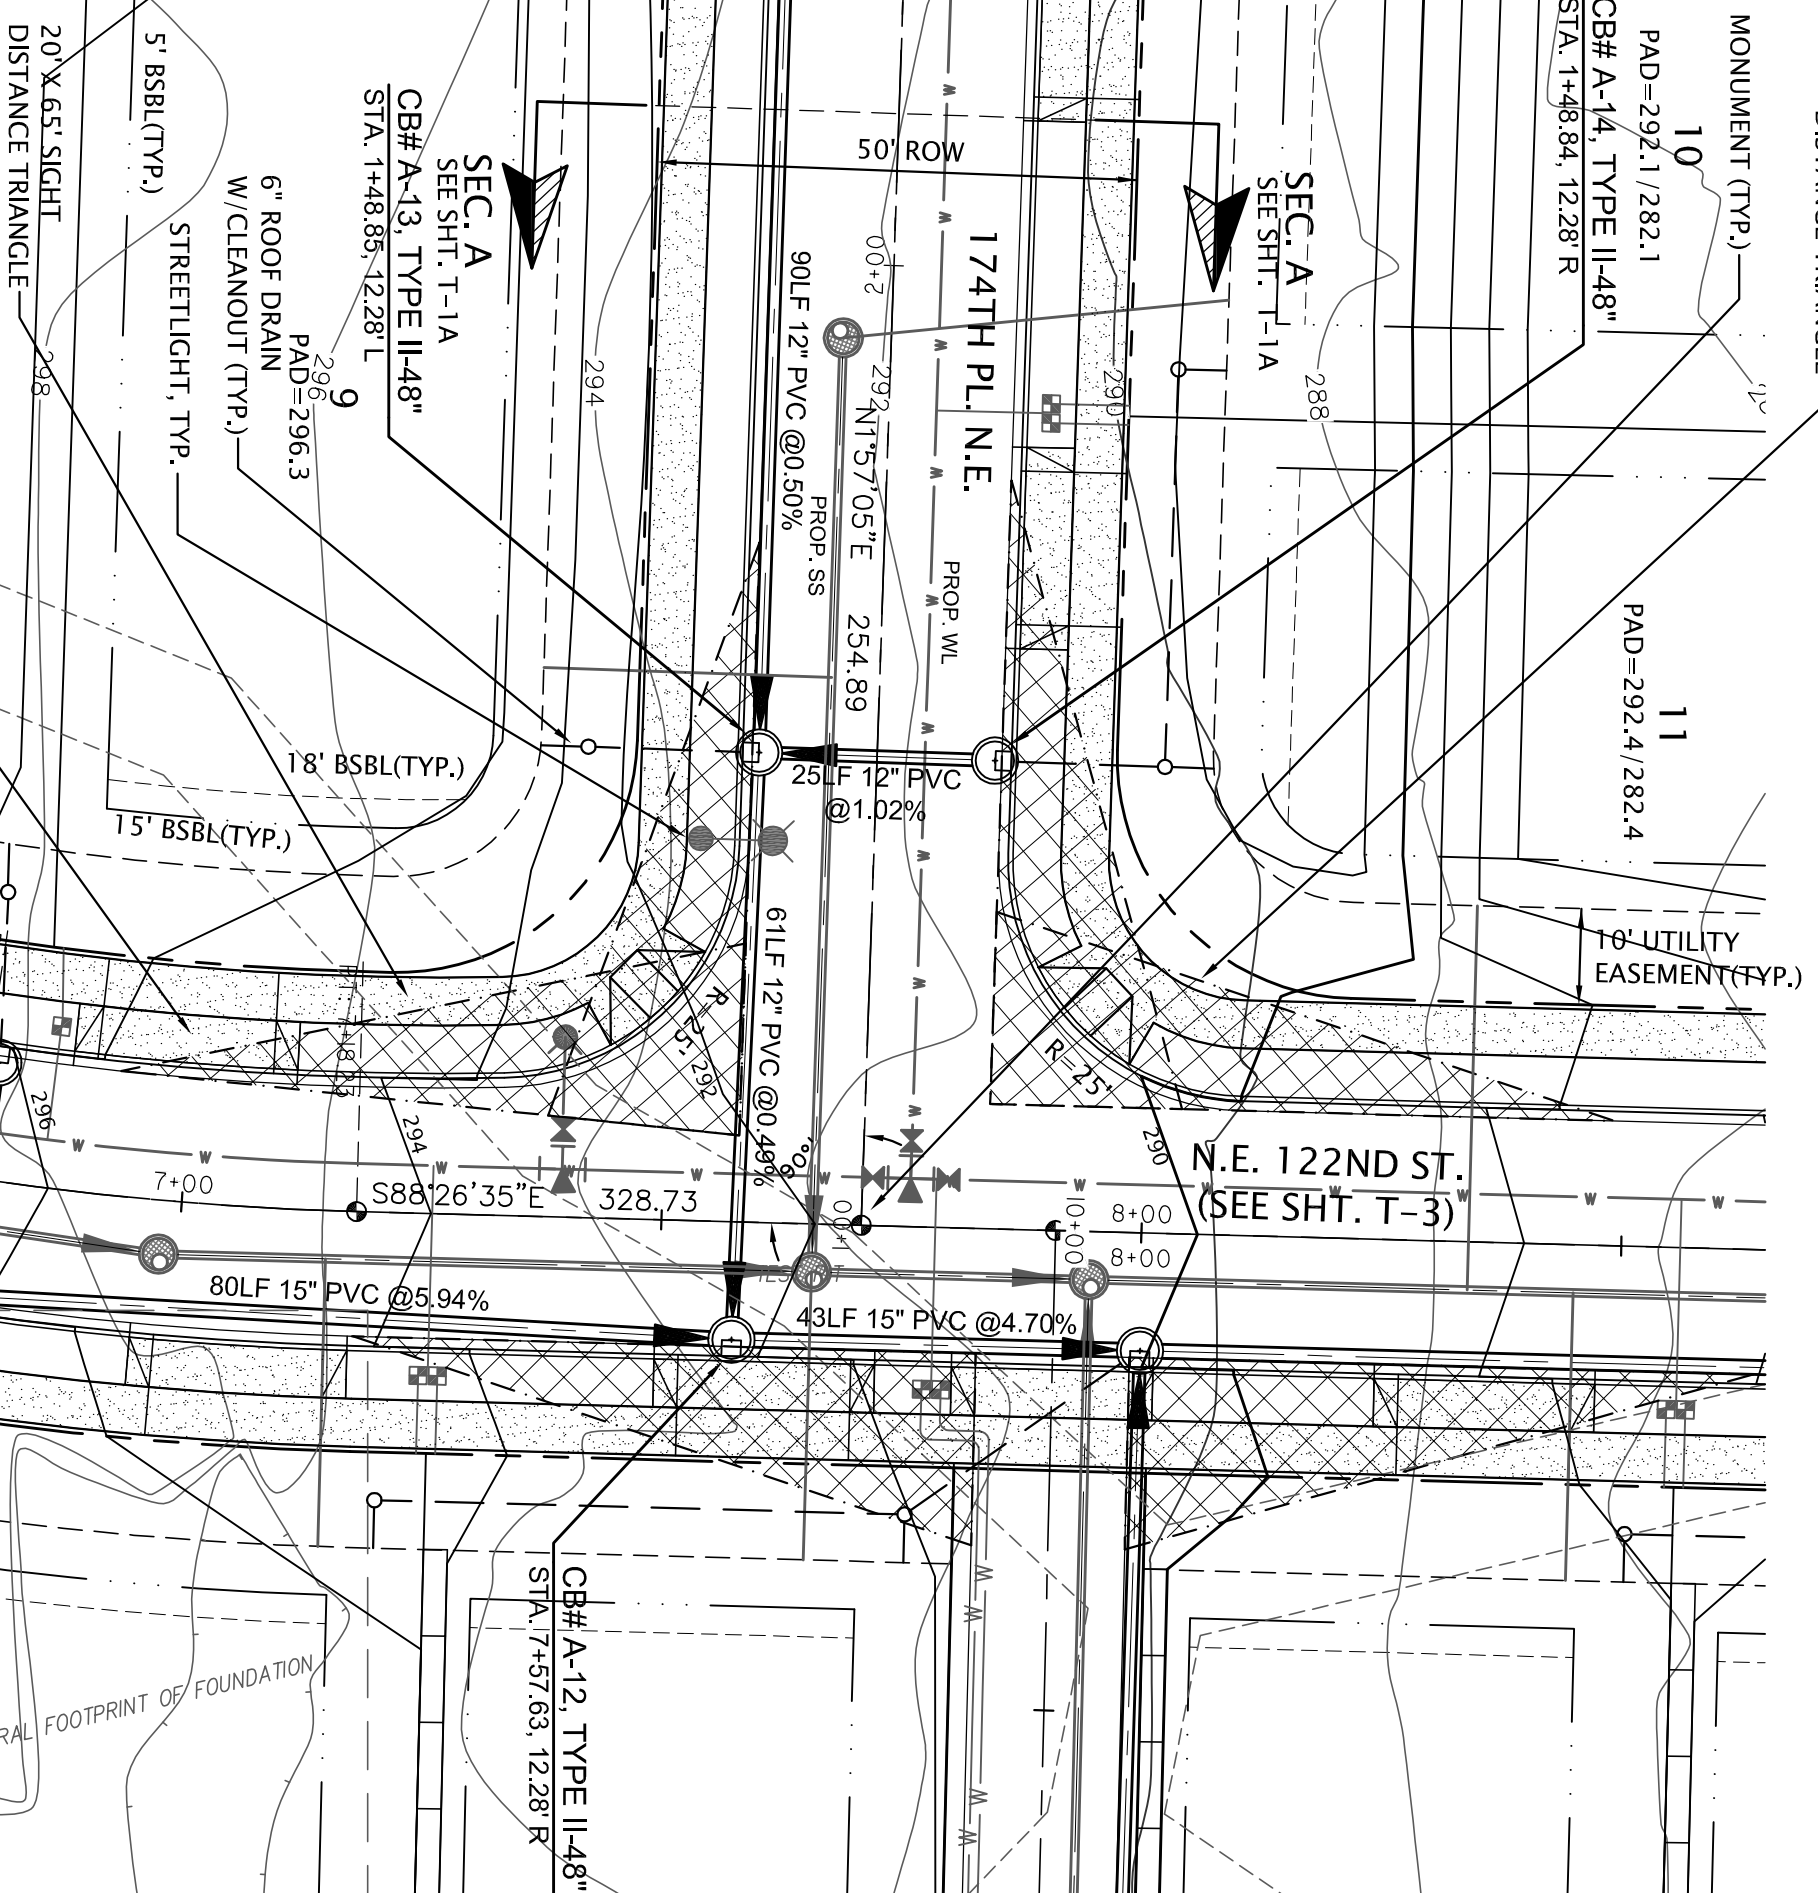 MONUMENT (TYP.)
10
PAD=292.1/282.1
CB# A-14, TYPE II-48"
STA. 1+48.84, 12.28' R
5' BSBL(TYP.)
20' X 65' SIGHT
DISTANCE TRIANGLE
CB# A-13, TYPE II-48"
STA. 1+48.85, 12.28' L
SEC. A
SEE SHT. T-1A
50' ROW
SEC. A
SEE SHT. T-1A
6" ROOF DRAIN
W/CLEANOUT (TYP.)
STREETLIGHT, TYP.
9
PAD=296.3
296
298
294
292
290
288
2+00
174TH PL. N.E.
90LF 12" PVC @0.50%
PROP. SS
N1°57'05"E 254.89
PROP. WL
W
11
PAD=292.4/282.4
18' BSBL(TYP.)
15' BSBL(TYP.)
25LF 12" PVC
@1.02%
61LF 12" PVC @0.49%
10' UTILITY
EASEMENT(TYP.)
R=25'
R=25'
292
296
294
290
90°
N.E. 122ND ST.
(SEE SHT. T-3)
7+00
S88°26'35"E 328.73
1+00
10+00
8+00
8+00
80LF 15" PVC @5.94%
43LF 15" PVC @4.70%
CB# A-12, TYPE II-48"
STA. 7+57.63, 12.28' R
FOOTPRINT OF FOUNDATION